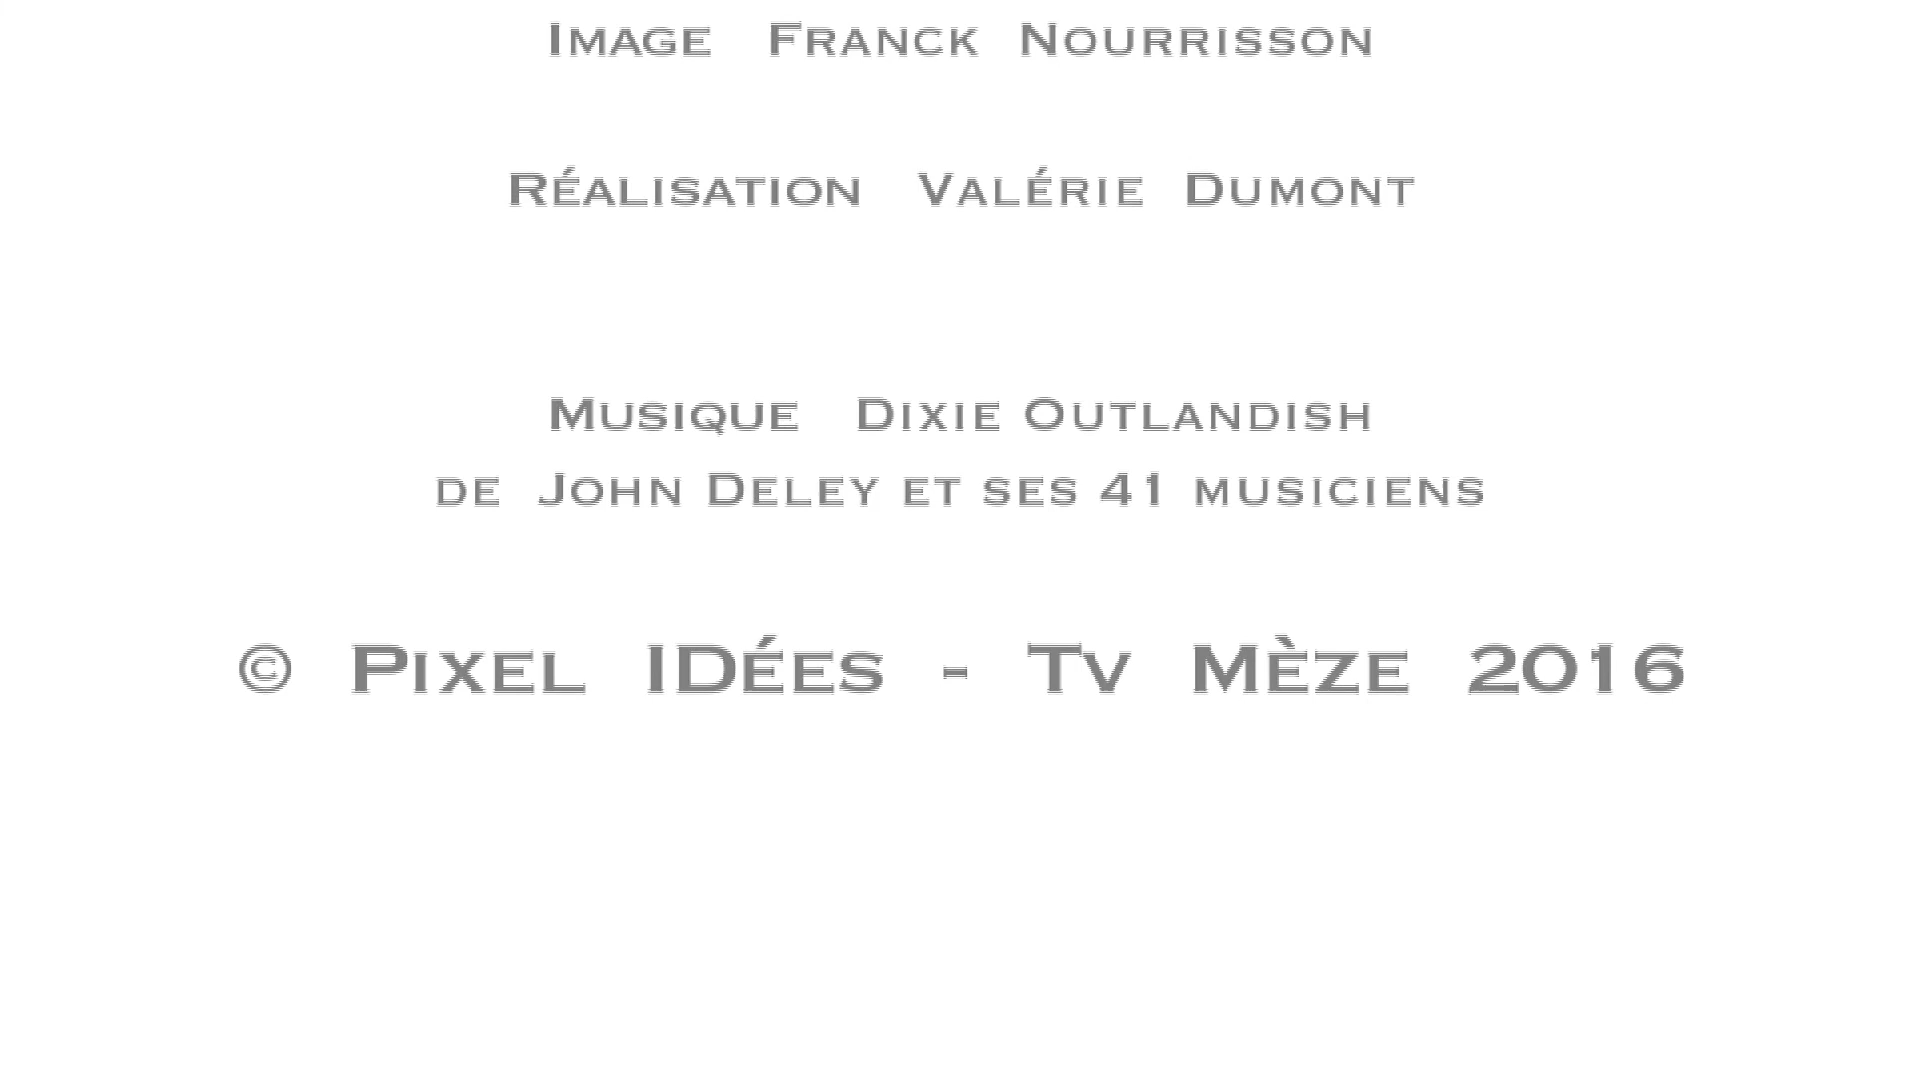 Image Franck Nourrisson
Réalisation Valérie Dumont
Musique Dixie Outlandish
de John Deley et ses 41 musiciens
© Pixel IDées - Tv Mèze 2016